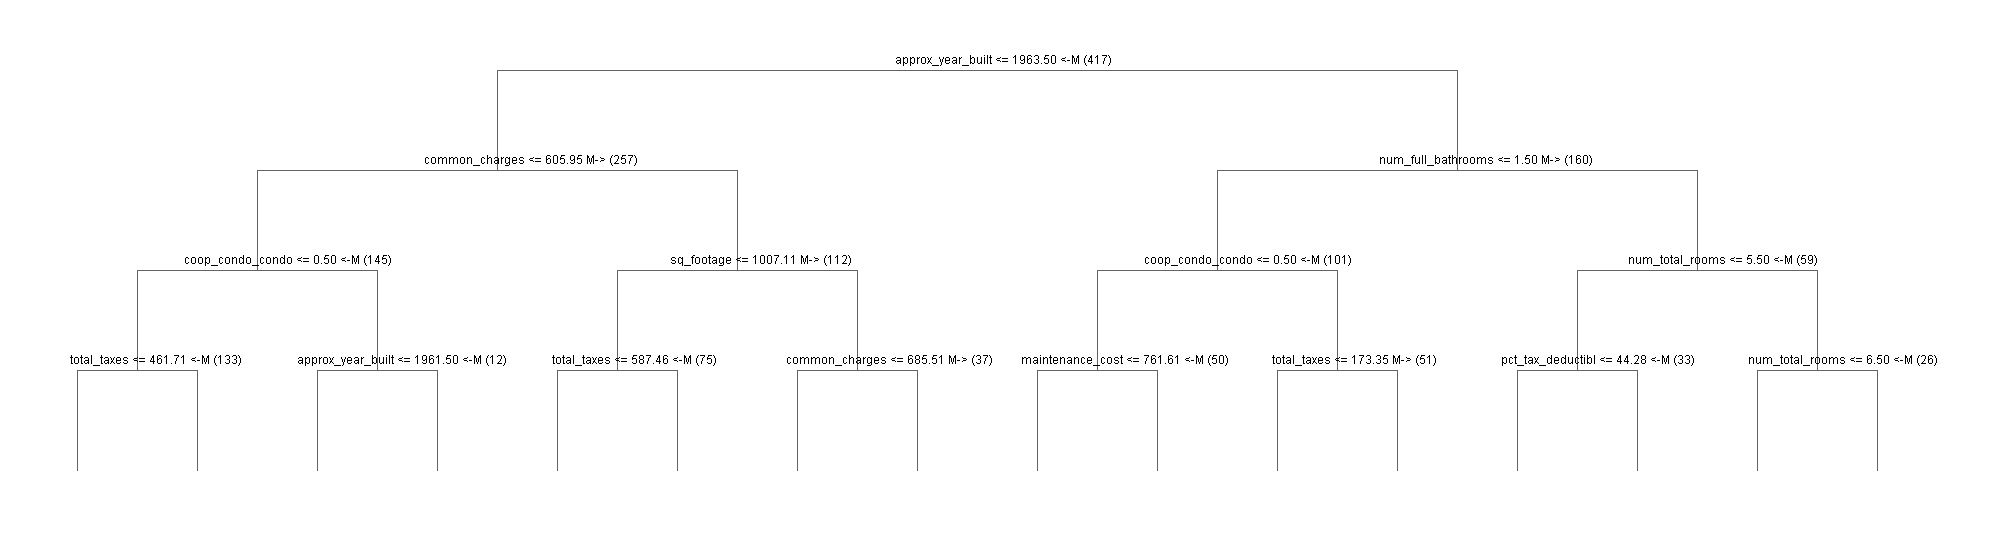 approx_year_built <= 1963.50 <-M (417)
common_charges <= 605.95 M-> (257)
num_full_bathrooms <= 1.50 M-> (160)
coop_condo_condo <= 0.50 <-M (145)
sq_footage <= 1007.11 M-> (112)
coop_condo_condo <= 0.50 <-M (101)
num_total_rooms <= 5.50 <-M (59)
total_taxes <= 461.71 <-M (133)
approx_year_built <= 1961.50 <-M (12)
total_taxes <= 587.46 <-M (75)
common_charges <= 685.51 M-> (37)
maintenance_cost <= 761.61 <-M (50)
total_taxes <= 173.35 M-> (51)
pct_tax_deductibl <= 44.28 <-M (33)
num_total_rooms <= 6.50 <-M (26)